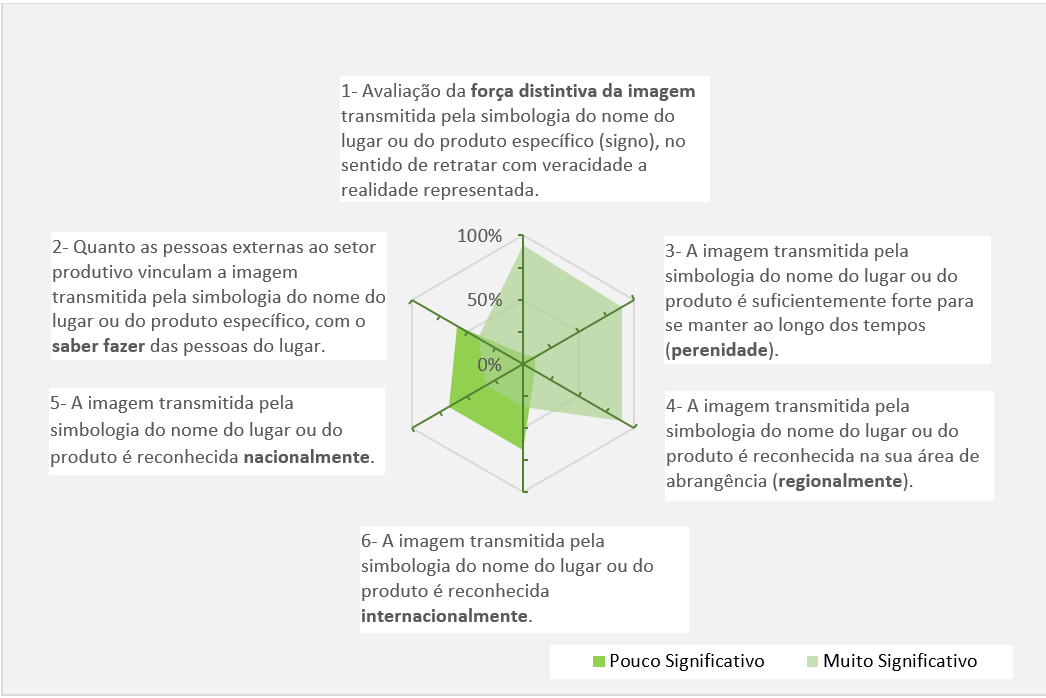 1- Avaliação da força distintiva da imagem
transmitida pela simbologia do nome do
lugar ou do produto específico (signo), no
sentido de retratar com veracidade a
realidade representada.
2- Quanto as pessoas externas ao setor
produtivo vinculam a imagem
transmitida pela simbologia do nome do
lugar ou do produto específico, com o
saber fazer das pessoas do lugar.
100%
50%
0%
3- A imagem transmitida pela
simbologia do nome do lugar ou do
produto é suficientemente forte para
se manter ao longo dos tempos
(perenidade).
5- A imagem transmitida pela
simbologia do nome do lugar ou do
produto é reconhecida nacionalmente.
4- A imagem transmitida pela
simbologia do nome do lugar ou do
produto é reconhecida na sua área de
abrangência (regionalmente).
6- A imagem transmitida pela
simbologia do nome do lugar ou do
produto é reconhecida
internacionalmente.
Pouco Significativo
Muito Significativo